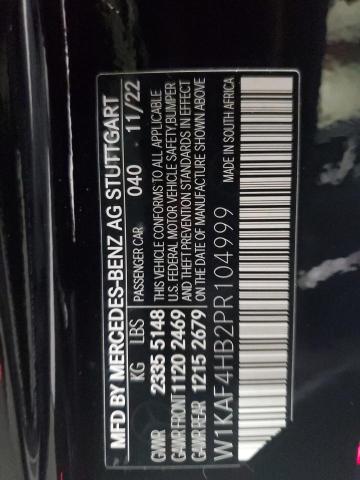 MFD BY MERCEDES-BENZ AG STUTTGART
KG LBS PASSENGER CAR 040 11/22
GVWR 2335 5148 THIS VEHICLE CONFORMS TO ALL APPLICABLE
GAWR FRONT 1120 2469 U.S. FEDERAL MOTOR VEHICLE SAFETY, BUMPER
GAWR REAR 1215 2679 AND THEFT PREVENTION STANDARDS IN EFFECT
ON THE DATE OF MANUFACTURE SHOWN ABOVE
W1KAF4HB2PR104999 MADE IN SOUTH AFRICA